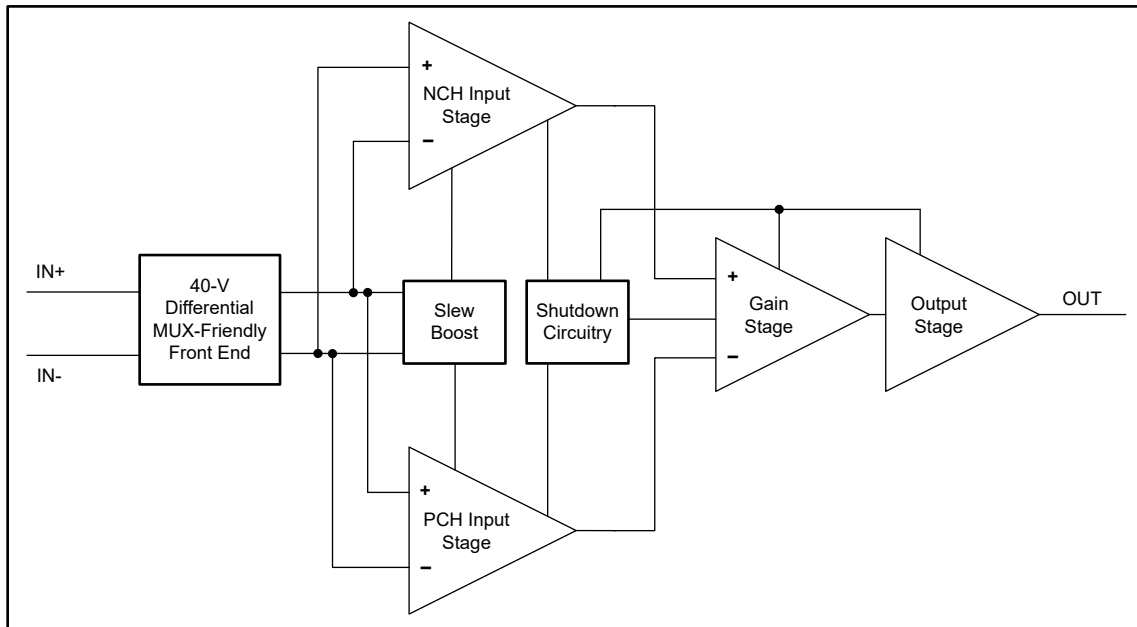 +
NCH Input
Stage
−
IN+
IN-
40-V
Differential
MUX-Friendly
Front End
Slew
Boost
Shutdown
Circuitry
+
Gain
Stage
−
Output
Stage
OUT
+
PCH Input
Stage
−